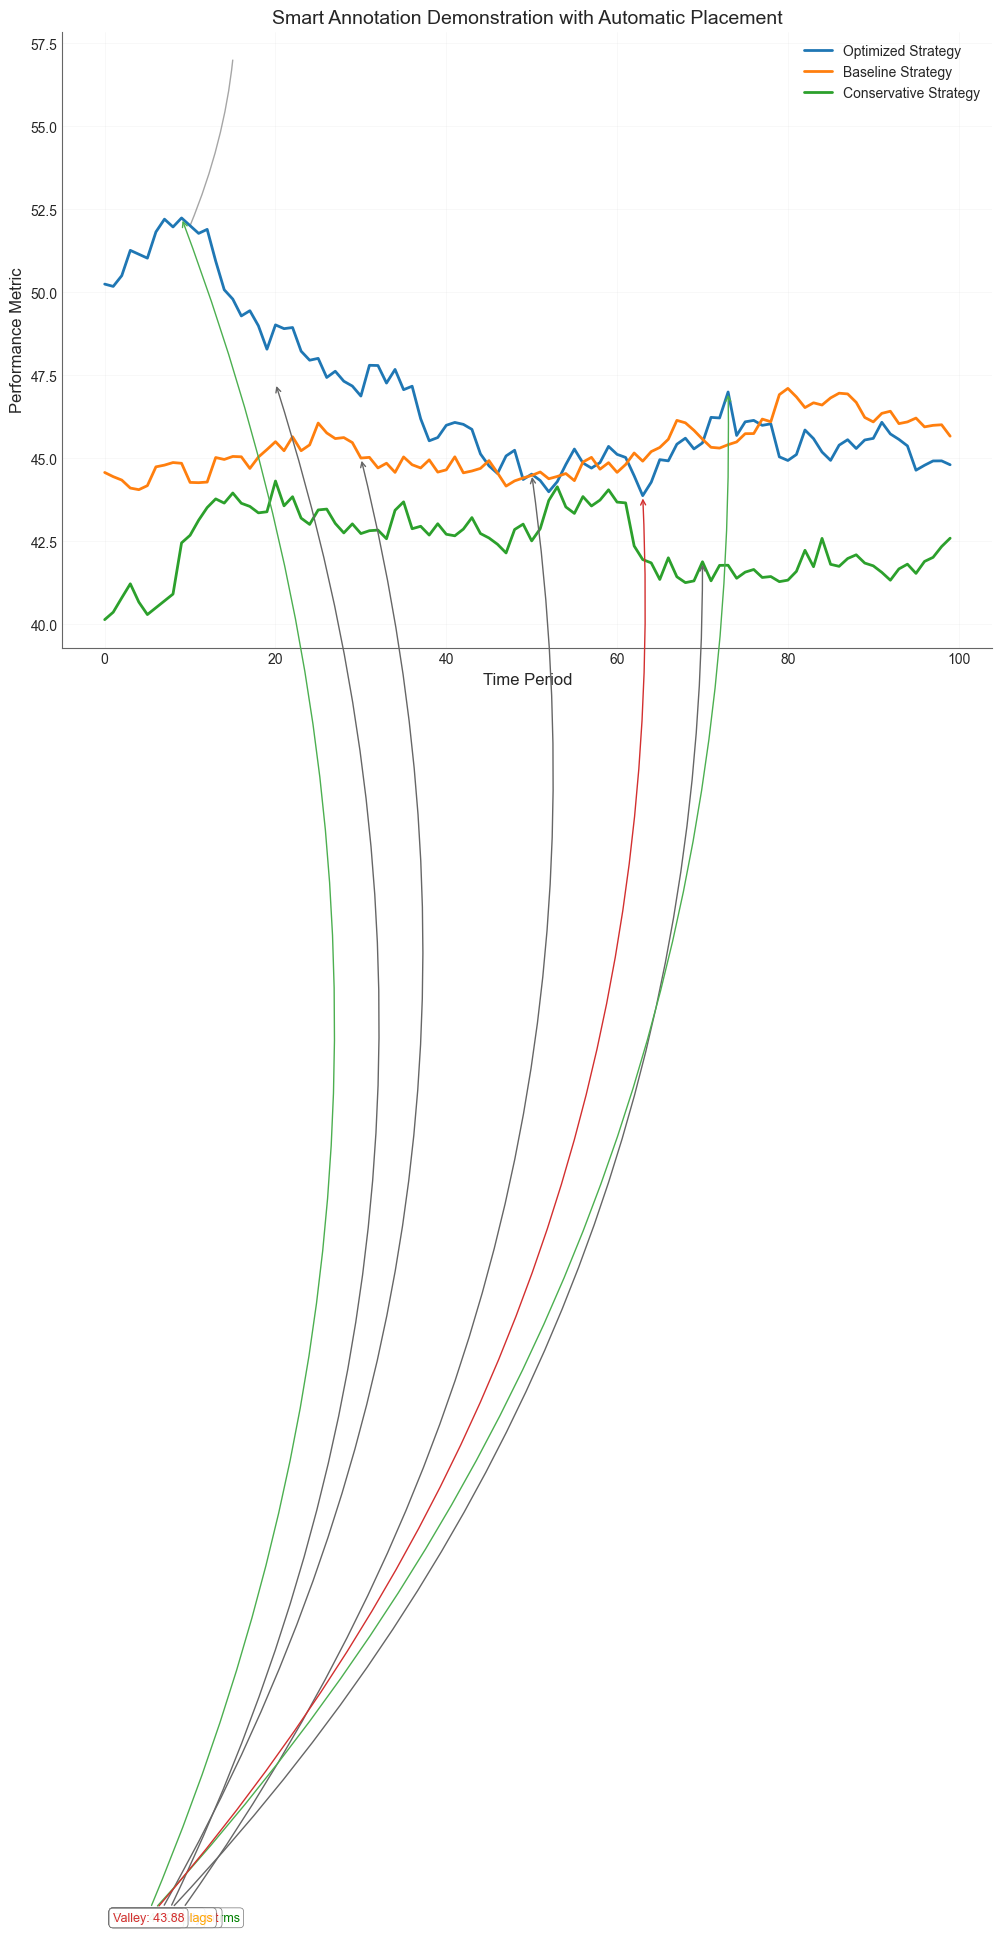 Smart Annotation Demonstration with Automatic Placement
Optimized Strategy
Baseline Strategy
Conservative Strategy
Performance Metric
57.5
55.0
52.5
50.0
47.5
45.0
42.5
40.0
0 20 40 60 80 100
Time Period
Valley: 43.88 lags